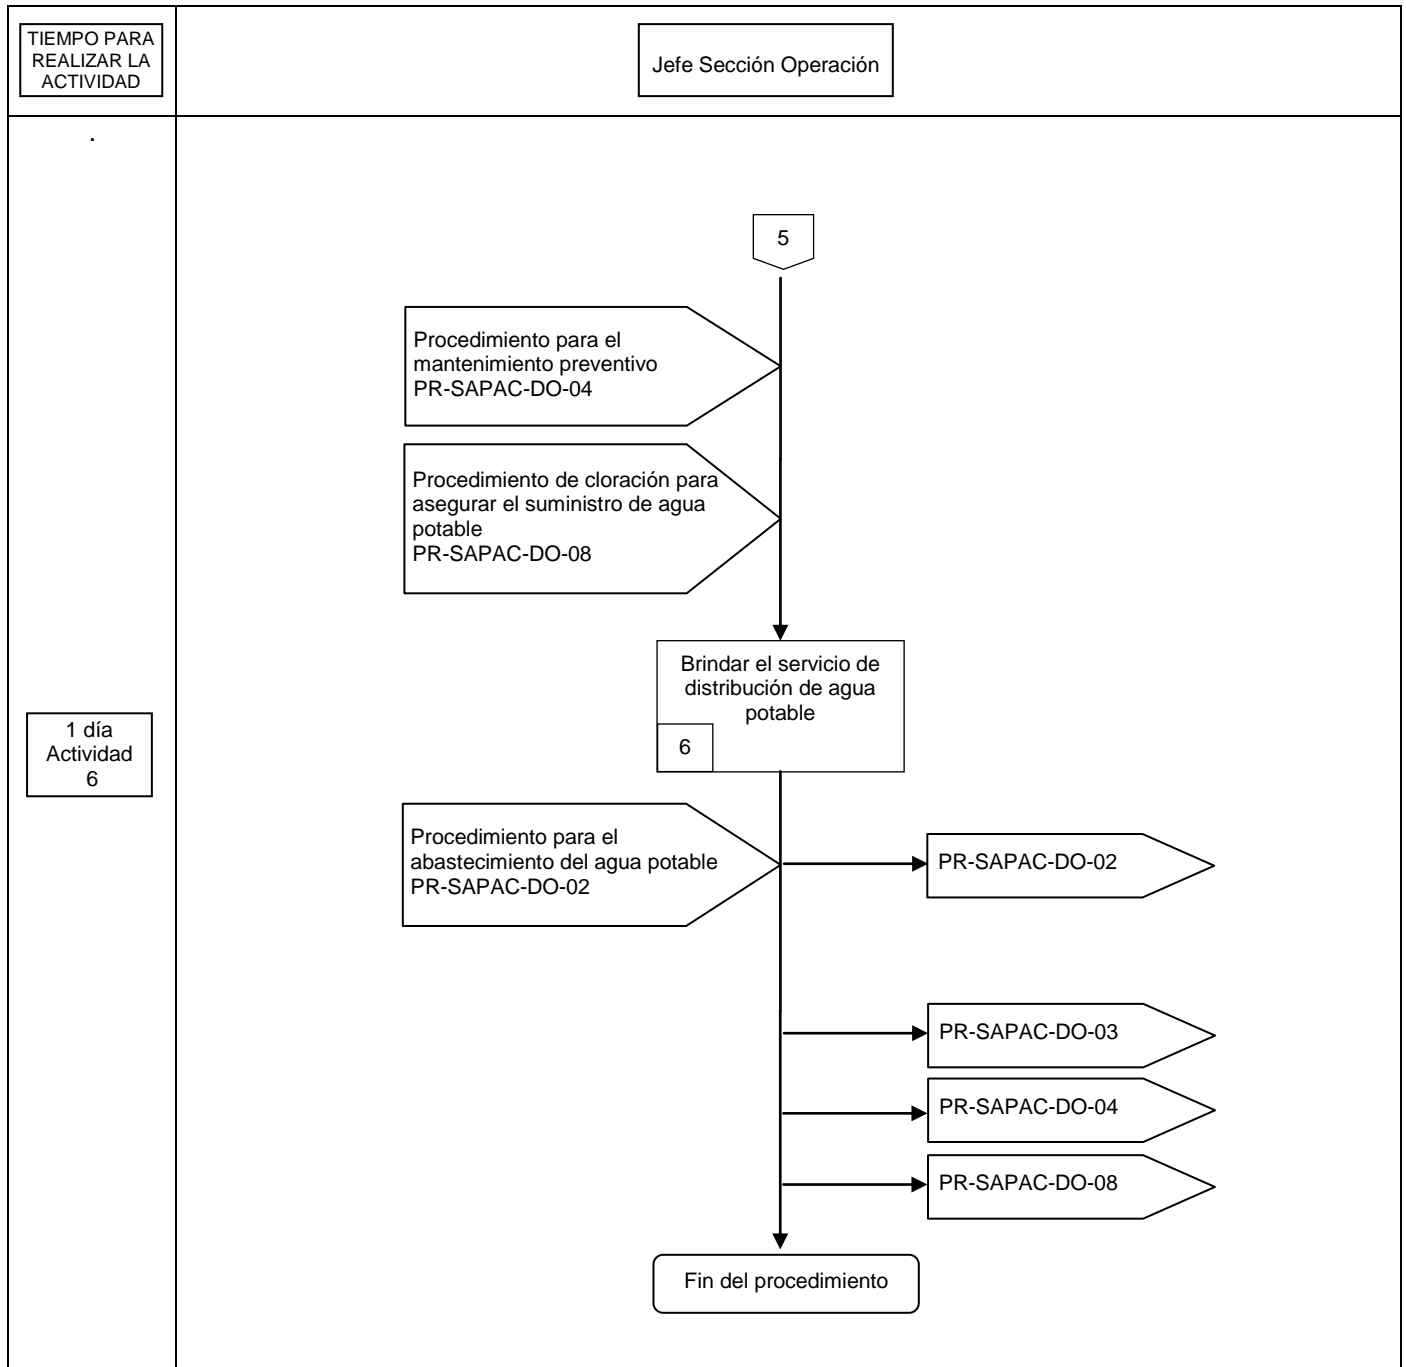 TIEMPO PARA
REALIZAR LA
ACTIVIDAD
Jefe Sección Operación
.
5
Procedimiento para el
mantenimiento preventivo
PR-SAPAC-DO-04
Procedimiento de cloración para
asegurar el suministro de agua
potable
PR-SAPAC-DO-08
Brindar el servicio de
distribución de agua
potable
6
1 día
Actividad
6
Procedimiento para el
abastecimiento del agua potable
PR-SAPAC-DO-02
PR-SAPAC-DO-02
PR-SAPAC-DO-03
PR-SAPAC-DO-04
PR-SAPAC-DO-08
Fin del procedimiento